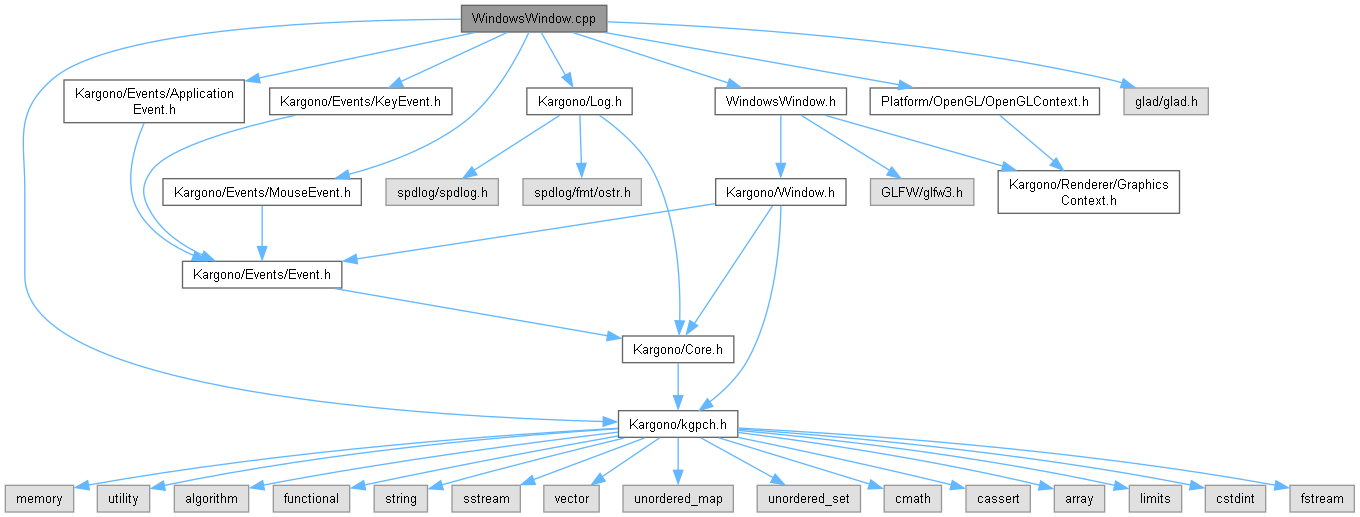 WindowsWindow.cpp
Kargono/Events/Application
Event.h
Kargono/Events/KeyEvent.h
Kargono/Log.h
WindowsWindow.h
Platform/OpenGL/OpenGLContext.h
glad/glad.h
Kargono/Events/MouseEvent.h
spdlog/spdlog.h
spdlog/fmt/ostr.h
Kargono/Window.h
GLFW/glfw3.h
Kargono/Renderer/Graphics
Context.h
Kargono/Events/Event.h
Kargono/Core.h
Kargono/kgpch.h
memory
utility
algorithm
functional
string
sstream
vector
unordered_map
unordered_set
cmath
cassert
array
limits
cstdint
fstream